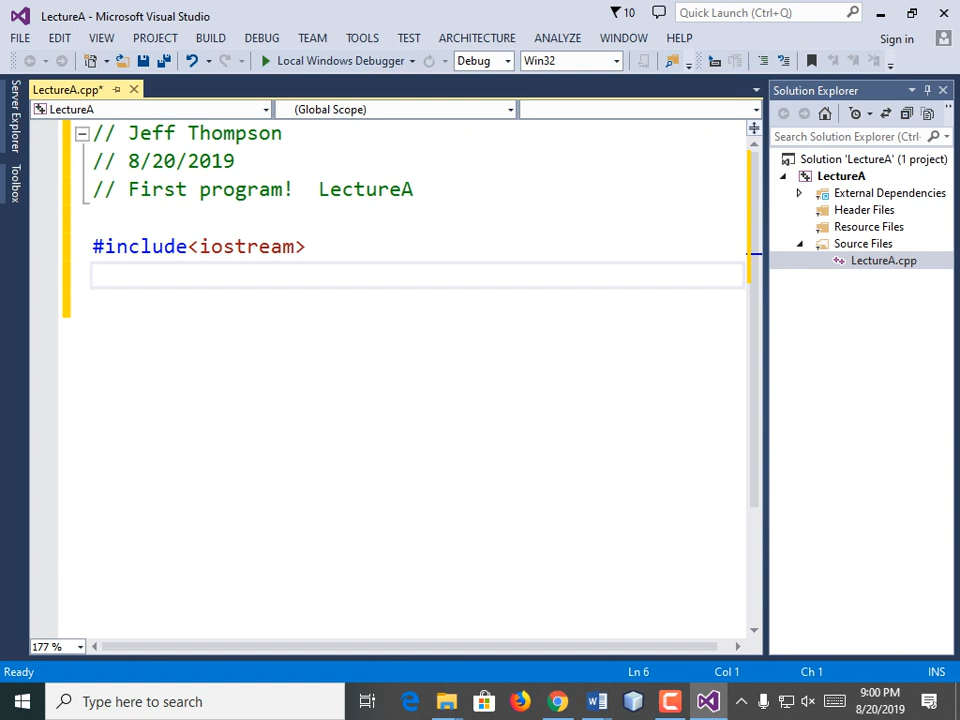 LectureA - Microsoft Visual Studio
10
Quick Launch (Ctrl+Q)
FILE EDIT VIEW PROJECT BUILD DEBUG TEAM TOOLS TEST ARCHITECTURE ANALYZE WINDOW HELP
Sign in
Local Windows Debugger Debug Win32
Server Explorer
Toolbox
LectureA.cpp*
LectureA (Global Scope)
// Jeff Thompson
// 8/20/2019
// First program! LectureA
#include<iostream>
177 %
Solution Explorer
Search Solution Explorer (Ctrl+
Solution 'LectureA' (1 project)
LectureA
External Dependencies
Header Files
Resource Files
Source Files
LectureA.cpp
Ready Ln 6 Col 1 Ch 1 INS
Type here to search
9:00 PM
8/20/2019